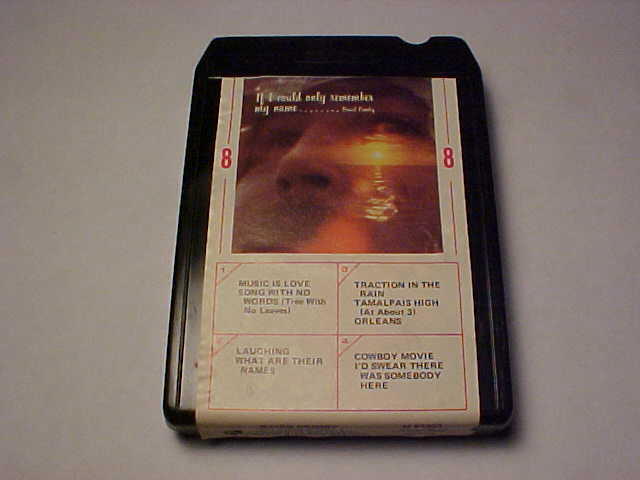 If I could only remember
my name........ David Crosby
8
8
1
MUSIC IS LOVE
SONG WITH NO
WORDS (Tree With
No Leaves)
3
TRACTION IN THE
RAIN
TAMALPAIS HIGH
(At About 3)
ORLEANS
2
LAUGHING
WHAT ARE THEIR
NAMES
4
COWBOY MOVIE
I'D SWEAR THERE
WAS SOMEBODY
HERE
DAVID CROSBY